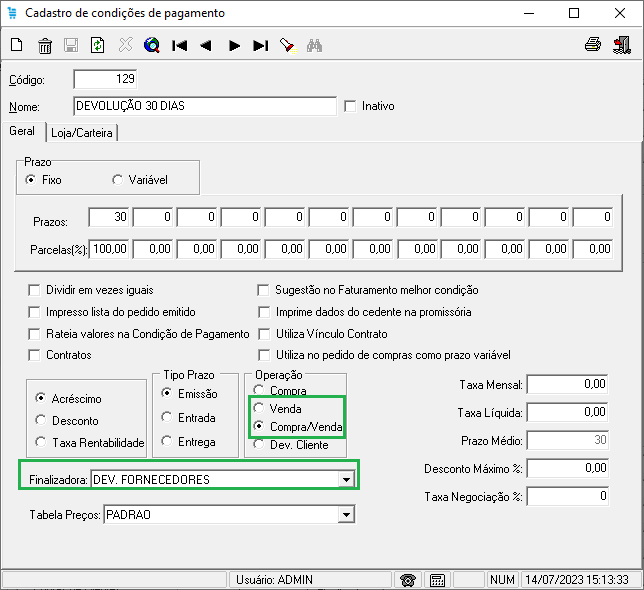 Cadastro de condições de pagamento
Código: 129
Nome: DEVOLUÇÃO 30 DIAS Inativo
Geral Loja/Carteira
Prazo
Fixo Variável
Prazos: 30 0 0 0 0 0 0 0 0 0 0 0
Parcelas(%): 100,00 0,00 0,00 0,00 0,00 0,00 0,00 0,00 0,00 0,00 0,00 0,00
Dividir em vezes iguais Sugestão no Faturamento melhor condição
Impresso lista do pedido emitido Imprime dados do cedente na promissória
Rateia valores na Condição de Pagamento Utiliza Vínculo Contrato
Contratos Utiliza no pedido de compras como prazo variável
Acréscimo
Desconto
Taxa Rentabilidade
Tipo Prazo
Emissão
Entrada
Entrega
Operação
Compra
Venda
Compra/Venda
Dev. Cliente
Taxa Mensal: 0,00
Taxa Líquida: 0,00
Prazo Médio: 30
Desconto Máximo %: 0,00
Taxa Negociação %: 0
Finalizadora: DEV. FORNECEDORES
Tabela Preços: PADRAO
Usuário: ADMIN NUM 14/07/2023 15:13:33